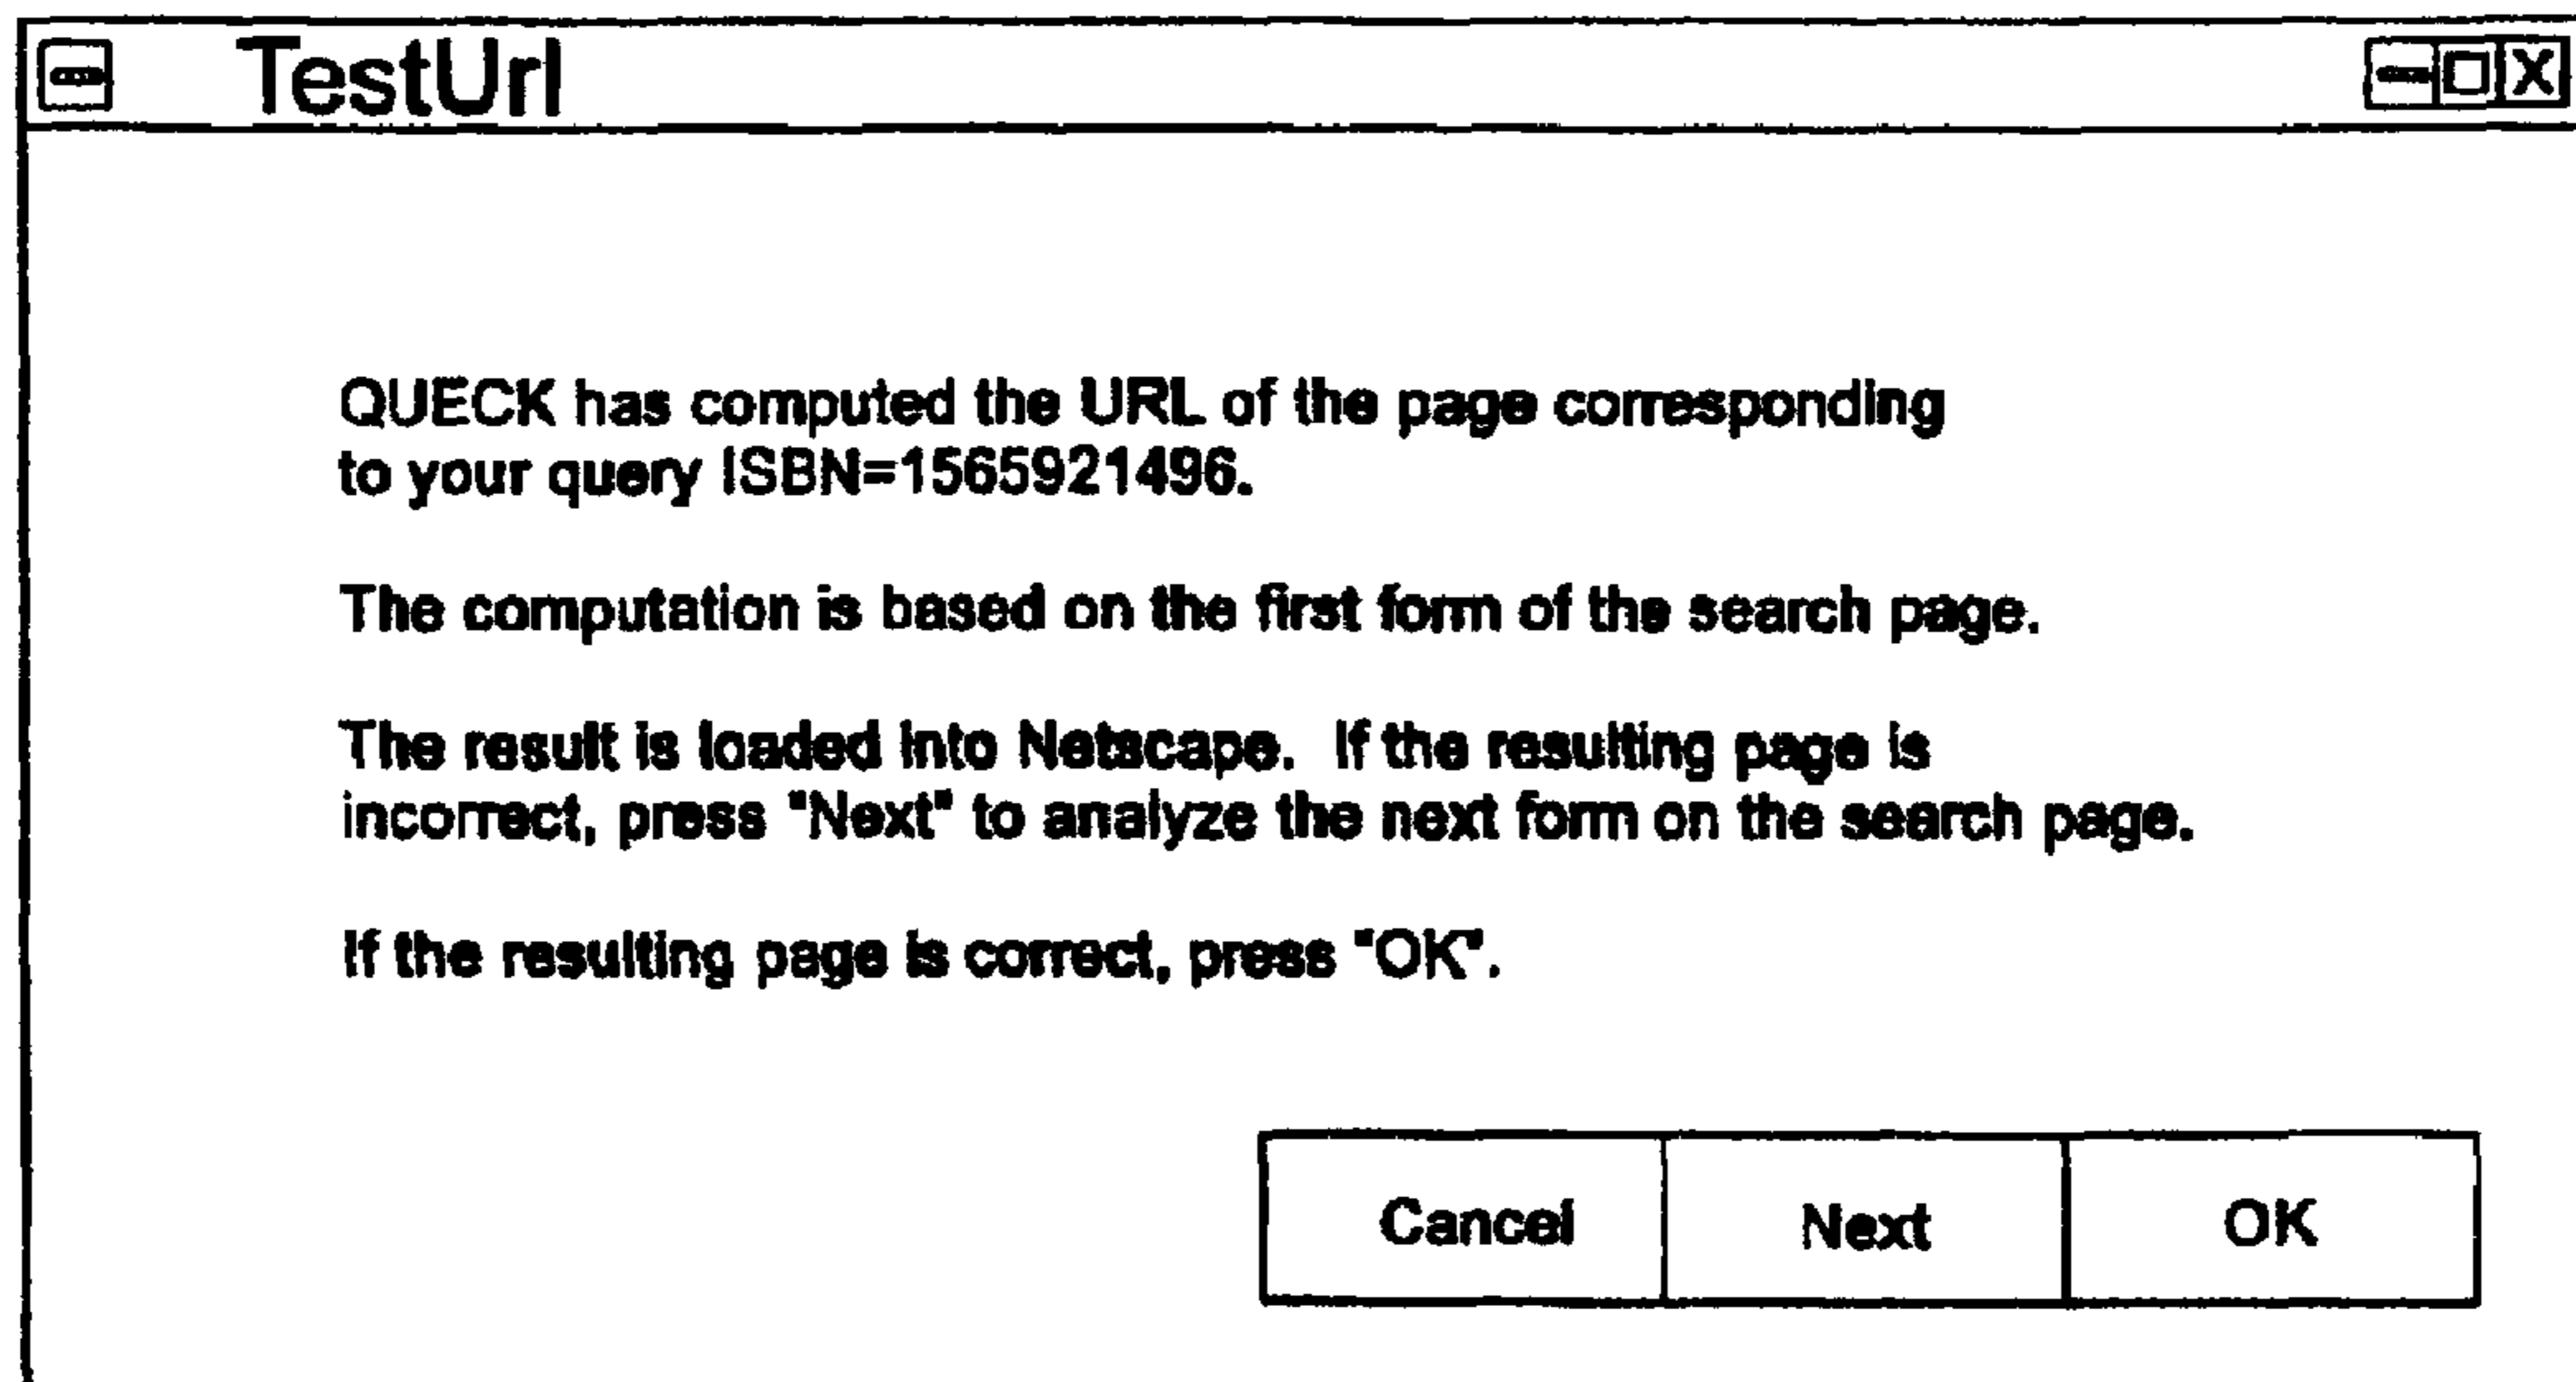 TestUrl
QUECK has computed the URL of the page corresponding
to your query ISBN=1565921496.
The computation is based on the first form of the search page.
The result is loaded into Netscape. If the resulting page is
incorrect, press "Next" to analyze the next form on the search page.
If the resulting page is correct, press "OK".
Cancel
Next
OK